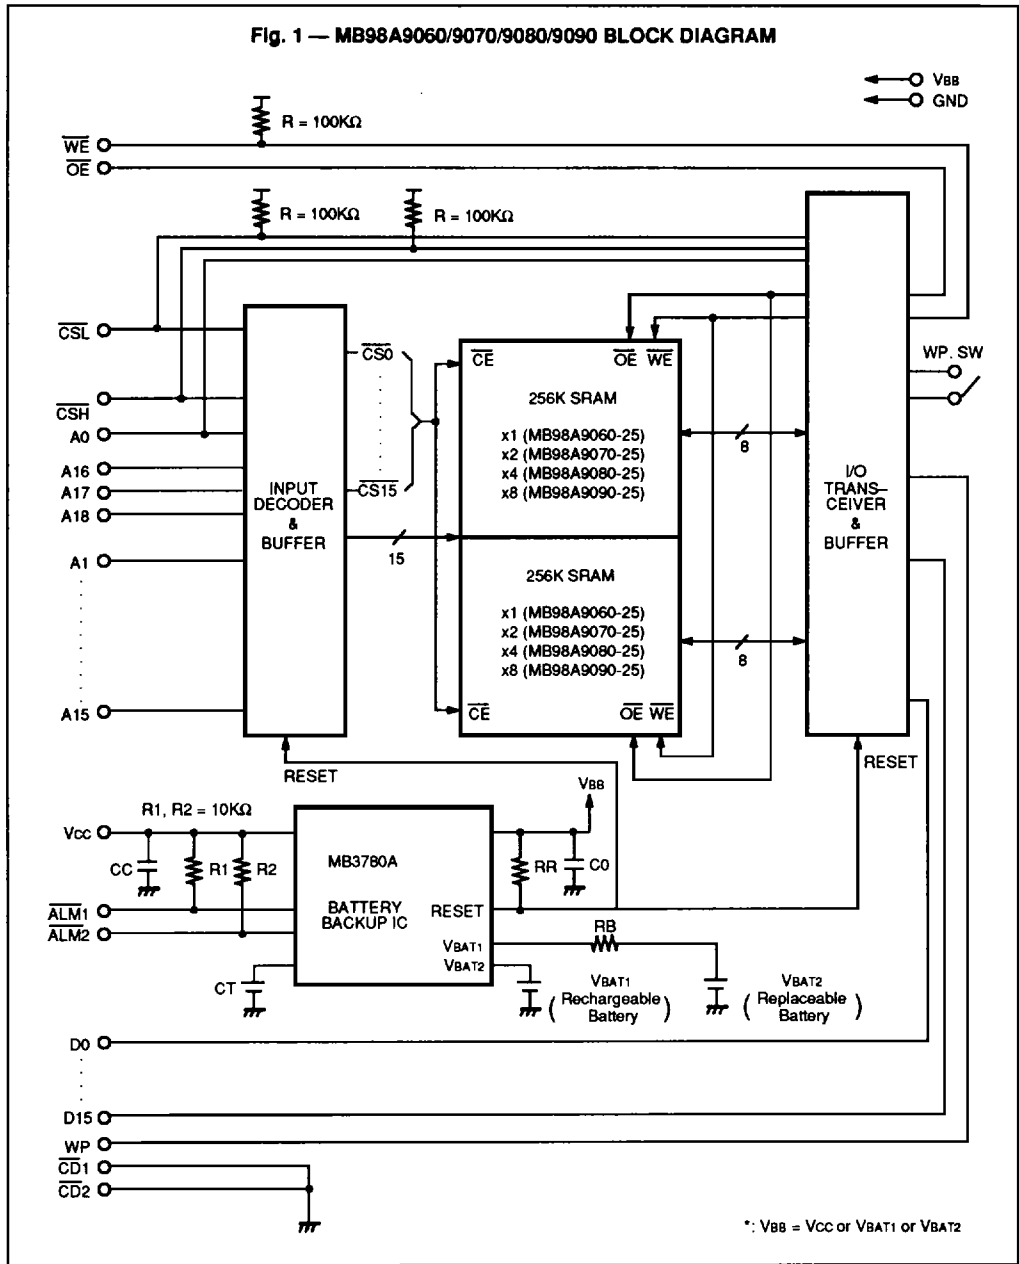 Fig. 1 — MB98A9060/9070/9080/9090 BLOCK DIAGRAM
VBB
GND
R = 100KΩ
WE
OE
R = 100KΩ
R = 100KΩ
CSL
CSH
A0
A16
A17
A18
A1
A15
INPUT
DECODER
&
BUFFER
CS0
CS15
15
CE
OE
WE
256K SRAM
x1 (MB98A9060-25)
x2 (MB98A9070-25)
x4 (MB98A9080-25)
x8 (MB98A9090-25)
256K SRAM
x1 (MB98A9060-25)
x2 (MB98A9070-25)
x4 (MB98A9080-25)
x8 (MB98A9090-25)
CE
OE
WE
8
8
I/O
TRANS-
CEIVER
&
BUFFER
WP. SW
RESET
RESET
R1, R2 = 10KΩ
VCC
CC
R1
R2
ALM1
ALM2
CT
MB3780A
BATTERY
BACKUP IC
RESET
VBAT1
VBAT2
VBB
RR
C0
RB
VBAT1
(Rechargeable
Battery)
VBAT2
(Replaceable
Battery)
D0
D15
WP
CD1
CD2
*: VBB = VCC or VBAT1 or VBAT2